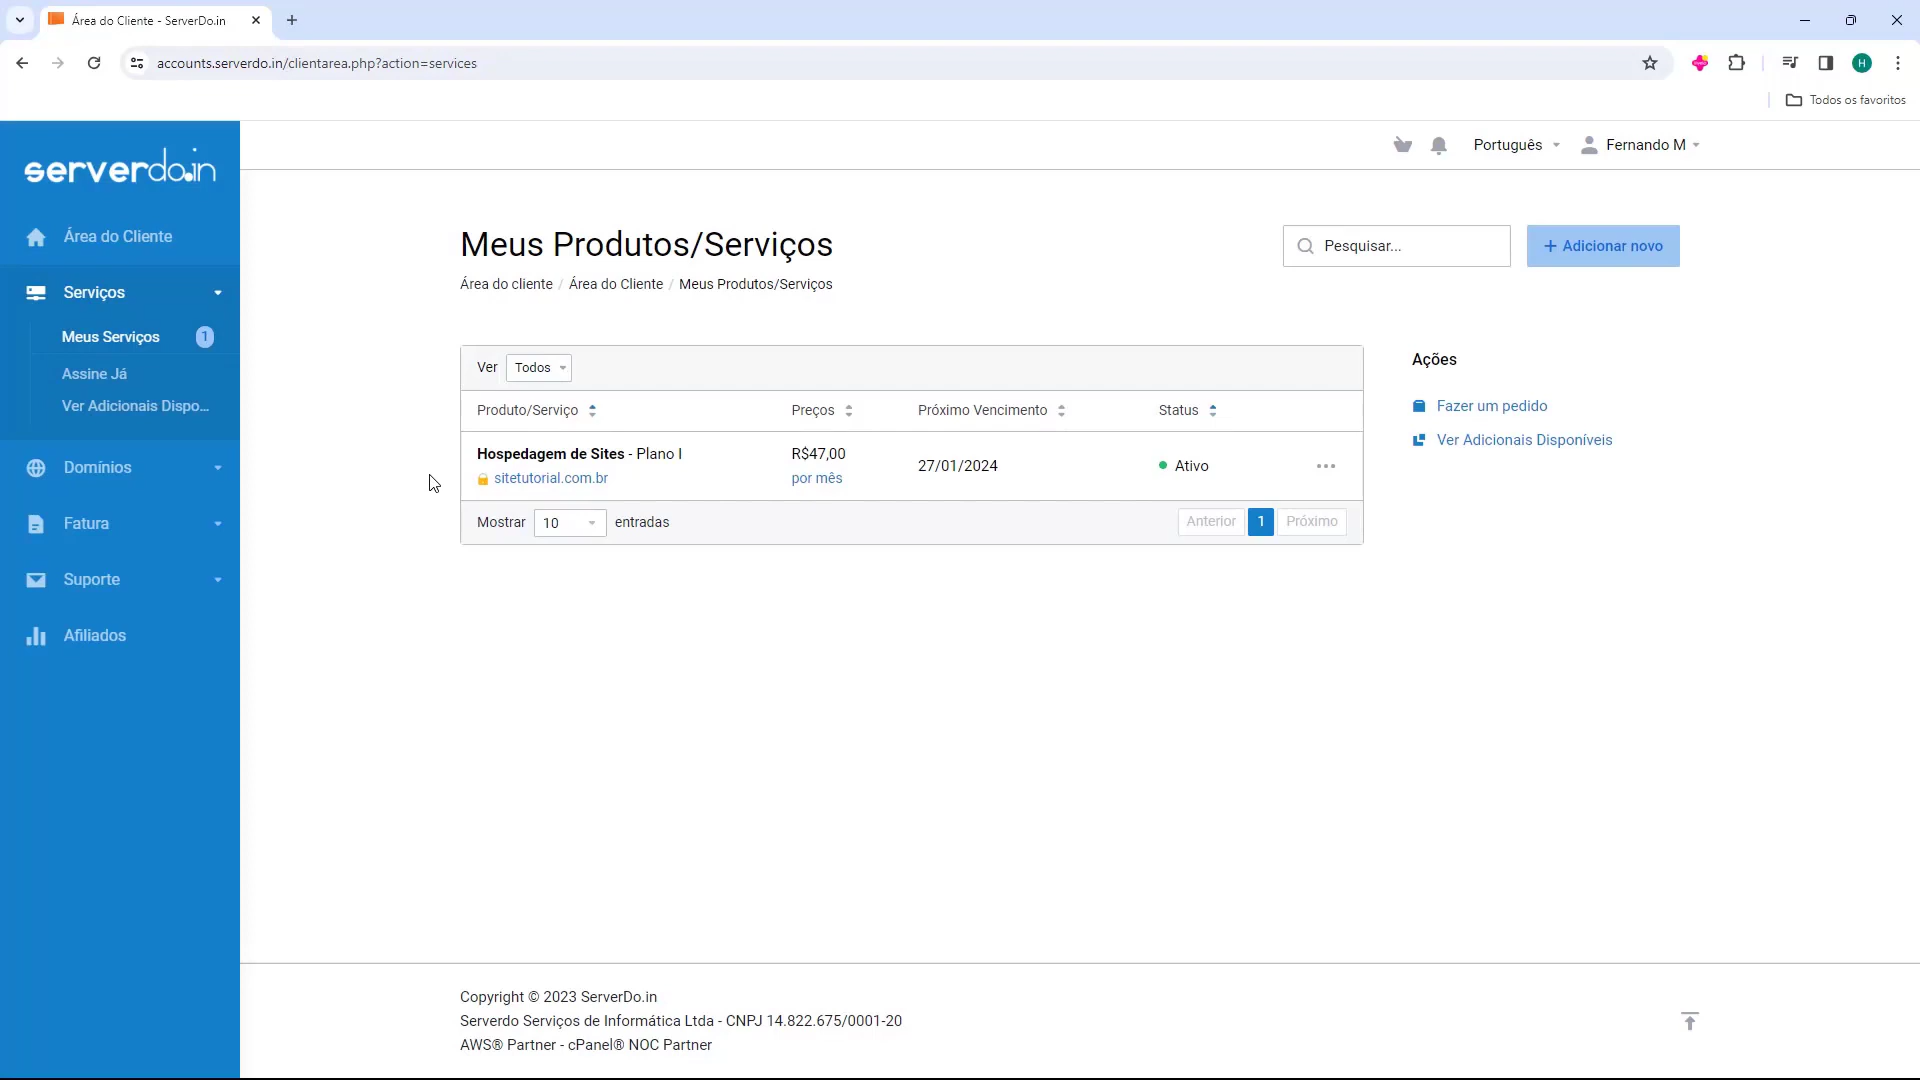 Área do Cliente - ServerDo.in
accounts.serverdo.in/clientarea.php?action=services
H
Todos os favoritos
serverdo.in
Português
Fernando M
Área do Cliente
Serviços
Meus Serviços 1
Assine Já
Ver Adicionais Dispo...
Domínios
Fatura
Suporte
Afiliados
Meus Produtos/Serviços
Área do cliente / Área do Cliente / Meus Produtos/Serviços
Pesquisar...
+ Adicionar novo
Ver Todos
Produto/Serviço Preços Próximo Vencimento Status
Hospedagem de Sites - Plano I R$47,00 27/01/2024 Ativo
sitetutorial.com.br por mês
Mostrar 10 entradas Anterior 1 Próximo
Ações
Fazer um pedido
Ver Adicionais Disponíveis
Copyright © 2023 ServerDo.in
Serverdo Serviços de Informática Ltda - CNPJ 14.822.675/0001-20
AWS® Partner - cPanel® NOC Partner